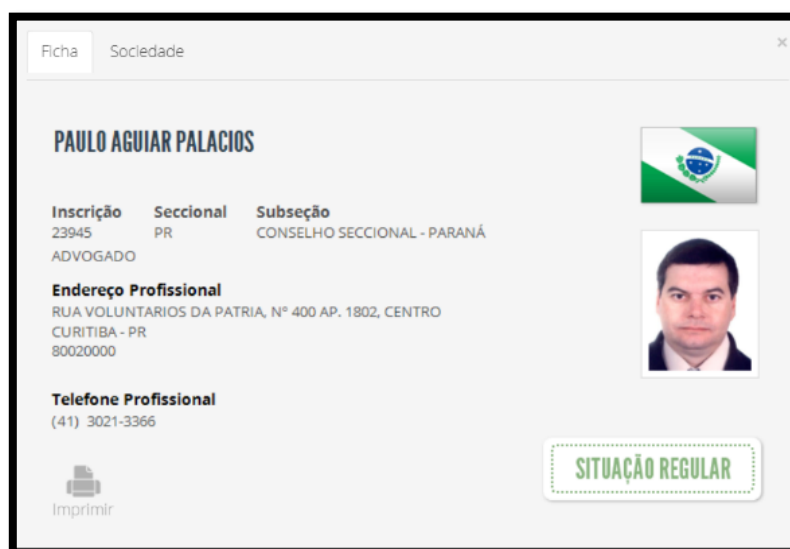 Ficha Sociedade ×
PAULO AGUIAR PALACIOS
Inscrição Seccional Subseção
23945 PR CONSELHO SECCIONAL - PARANÁ
ADVOGADO
Endereço Profissional
RUA VOLUNTARIOS DA PATRIA, Nº 400 AP. 1802, CENTRO
CURITIBA - PR
80020000
Telefone Profissional
(41) 3021-3366
SITUAÇÃO REGULAR
Imprimir